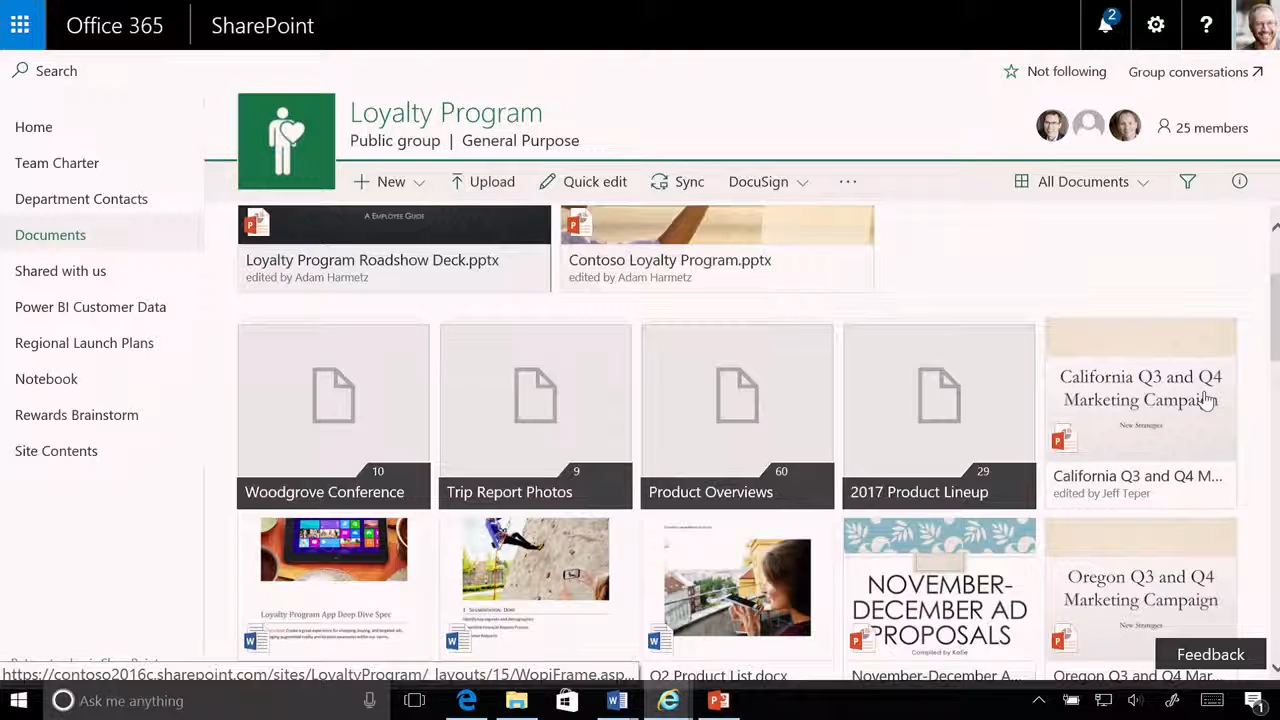 Office 365
SharePoint
2
Search
Not following
Group conversations
Home
Team Charter
Department Contacts
Documents
Shared with us
Power BI Customer Data
Regional Launch Plans
Notebook
Rewards Brainstorm
Site Contents
Loyalty Program
Public group | General Purpose
25 members
New
Upload
Quick edit
Sync
DocuSign
...
All Documents
A EMPLOYEE GUIDE
Loyalty Program Roadshow Deck.pptx
edited by Adam Harmetz
Contoso Loyalty Program.pptx
edited by Adam Harmetz
10
Woodgrove Conference
9
Trip Report Photos
60
Product Overviews
29
2017 Product Lineup
California Q3 and Q4
Marketing Campaign
New Strategies
California Q3 and Q4 M...
edited by Jeff Teper
Loyalty Program App Deep Dive Spec
Q2 Product List.docx
NOVEMBER-
DECEMBER AD
PROPOSALS
Compiled by Kalle
November-December A...
Oregon Q3 and Q4
Marketing Campaign
New Strategies
Oregon Q3 and Q4 Mar...
Feedback
https://contoso2016c.sharepoint.com/sites/LoyaltyProgram/_layouts/15/WopiFrame.asp...
Ask me anything
1